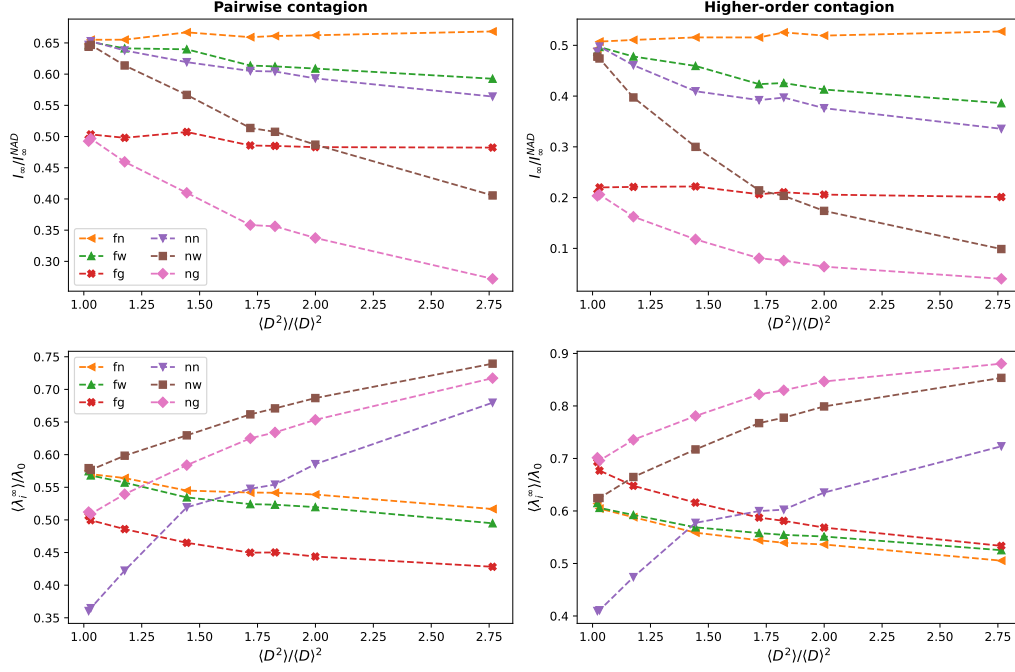 Pairwise contagion
Higher-order contagion
0.65
0.60
0.55
0.50
0.45
0.40
0.35
0.30
I∞/I∞^NAD
fn
fw
fg
nn
nw
ng
1.00 1.25 1.50 1.75 2.00 2.25 2.50 2.75
⟨D²⟩/⟨D⟩²
0.5
0.4
0.3
0.2
0.1
I∞/I∞^NAD
1.00 1.25 1.50 1.75 2.00 2.25 2.50 2.75
⟨D²⟩/⟨D⟩²
0.75
0.70
0.65
0.60
0.55
0.50
0.45
0.40
0.35
⟨λᵢ^∞⟩/λ₀
fn
fw
fg
nn
nw
ng
1.00 1.25 1.50 1.75 2.00 2.25 2.50 2.75
⟨D²⟩/⟨D⟩²
0.9
0.8
0.7
0.6
0.5
0.4
⟨λᵢ^∞⟩/λ₀
1.00 1.25 1.50 1.75 2.00 2.25 2.50 2.75
⟨D²⟩/⟨D⟩²